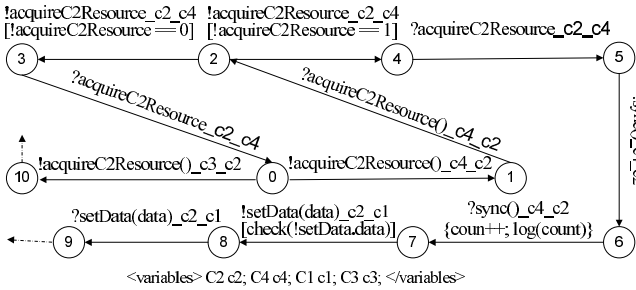 !acquireC2Resource_c2_c4
[!acquireC2Resource == 0]
!acquireC2Resource_c2_c4
[!acquireC2Resource == 1]
?acquireC2Resource_c2_c4
3
2
4
5
?acquireC2Resource_c2_c4
?acquireC2Resource()_c4_c2
10
!acquireC2Resource()_c3_c2
0
!acquireC2Resource()_c4_c2
1
?setData(data)_c2_c1
!setData(data)_c2_c1
[check(!setData.data)]
?sync()_c4_c2
{coun++; log(count)}
9
8
7
6
<variables> C2 c2; C4 c4; C1 c1; C3 c3; </variables>